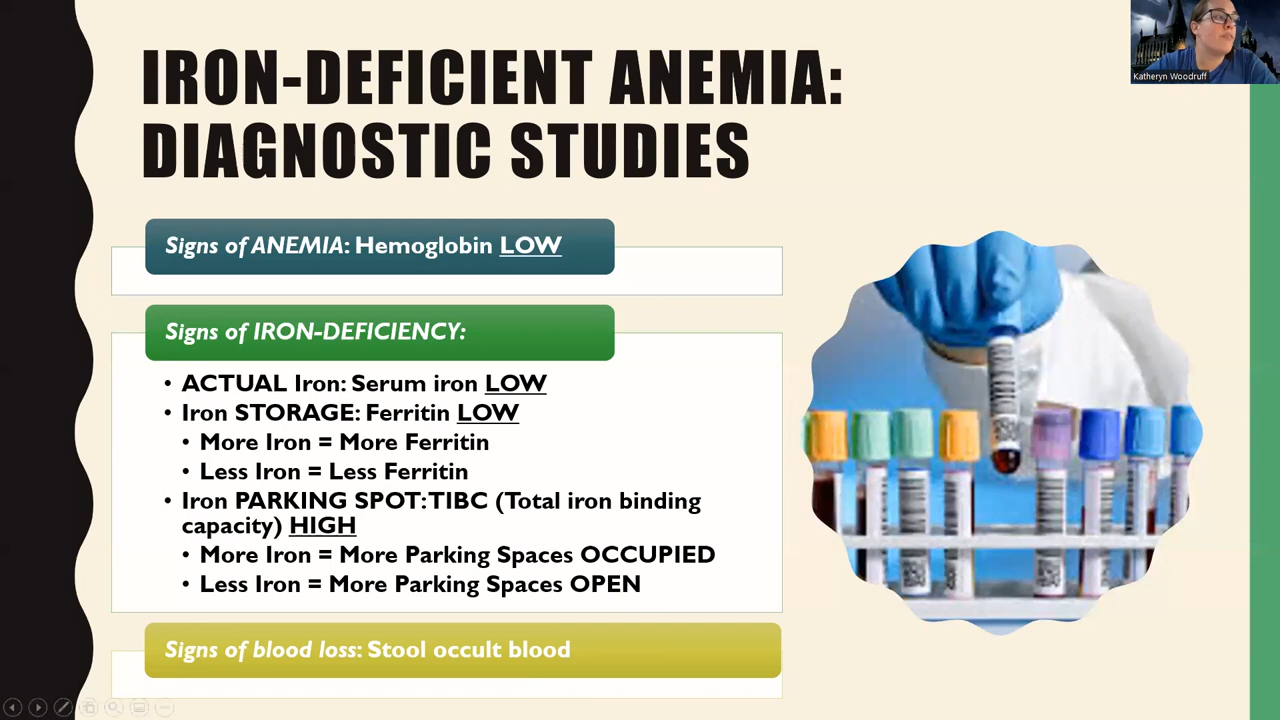 IRON-DEFICIENT ANEMIA:
DIAGNOSTIC STUDIES
Katheryn Woodruff
Signs of ANEMIA: Hemoglobin LOW
Signs of IRON-DEFICIENCY:
• ACTUAL Iron: Serum iron LOW
• Iron STORAGE: Ferritin LOW
• More Iron = More Ferritin
• Less Iron = Less Ferritin
• Iron PARKING SPOT: TIBC (Total iron binding
capacity) HIGH
• More Iron = More Parking Spaces OCCUPIED
• Less Iron = More Parking Spaces OPEN
Signs of blood loss: Stool occult blood